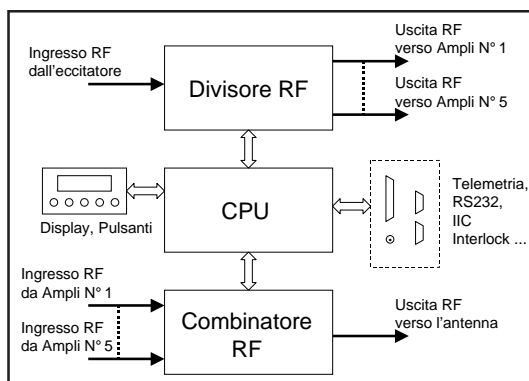 Ingresso RF
dall'eccitatore
Divisore RF
Uscita RF
verso Ampli N° 1
Uscita RF
verso Ampli N° 5
Display, Pulsanti
CPU
Telemetria,
RS232,
IIC
Interlock ...
Ingresso RF
da Ampli N° 1
Ingresso RF
da Ampli N° 5
Combinatore
RF
Uscita RF
verso l'antenna